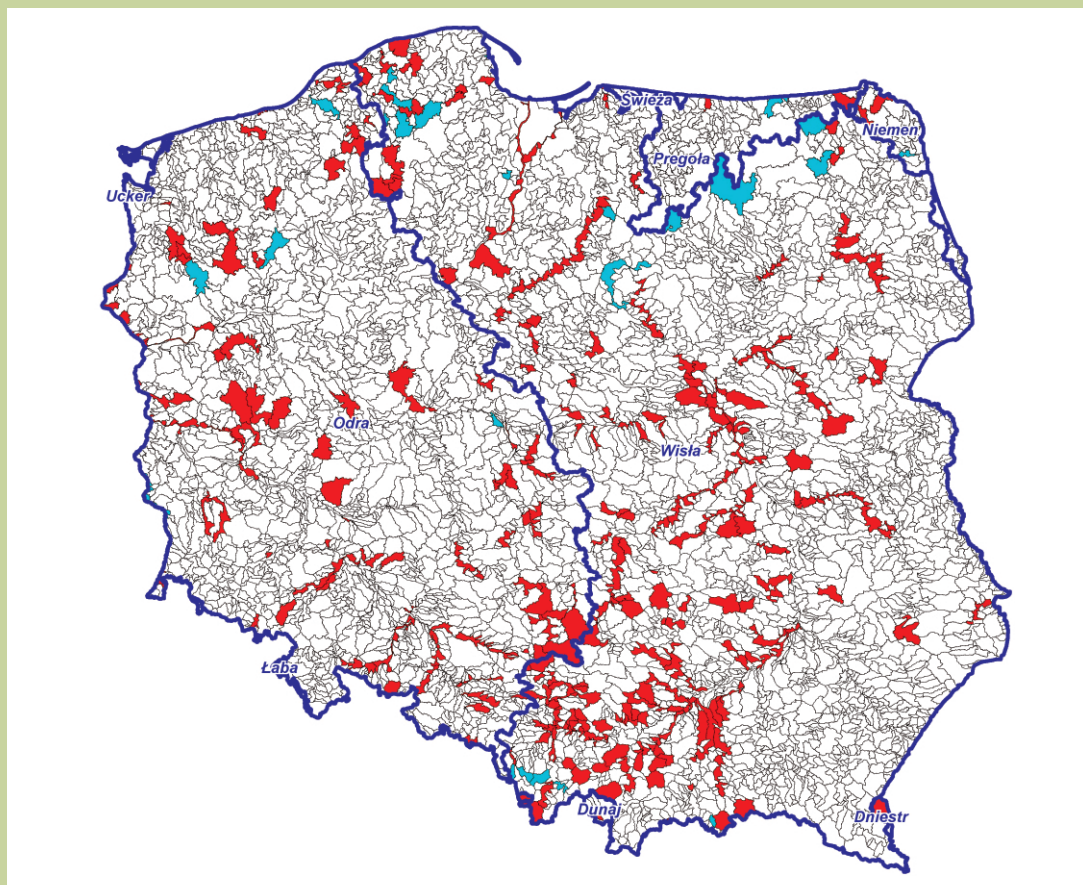 Świeża
Niemen
Pregoła
Ucker
Odra
Wisła
Łaba
Dunaj
Dniestr